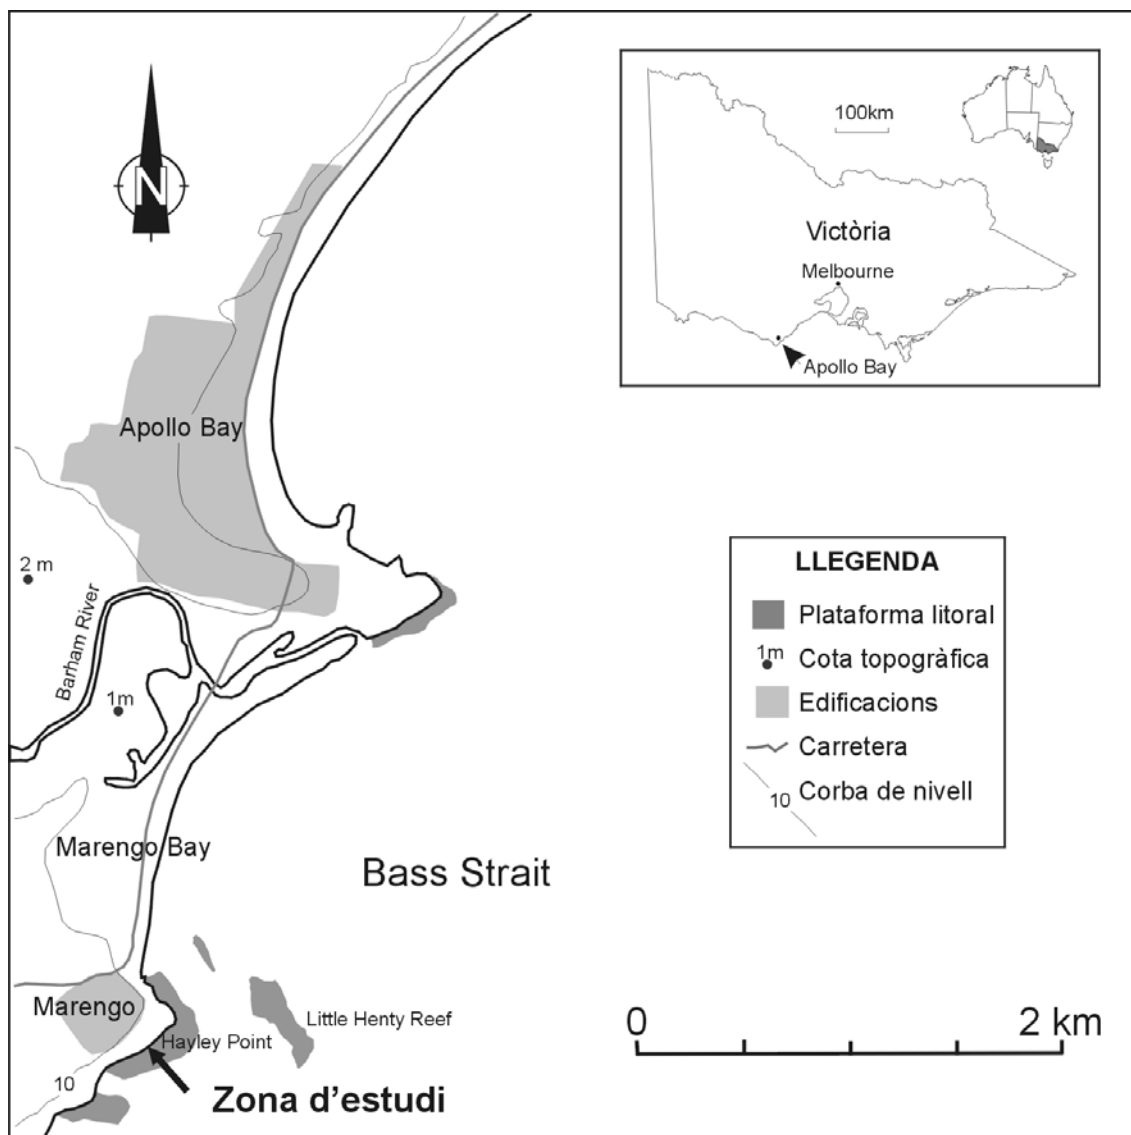 N
100km
Victòria
Melbourne
Apollo Bay
Apollo Bay
2 m
Barham River
1m
LLEGENDA
Plataforma litoral
1m
Cota topogràfica
Edificacions
Carretera
10
Corba de nivell
Marengo Bay
Bass Strait
Marengo
Little Henty Reef
Hayley Point
10
Zona d'estudi
0
2 km